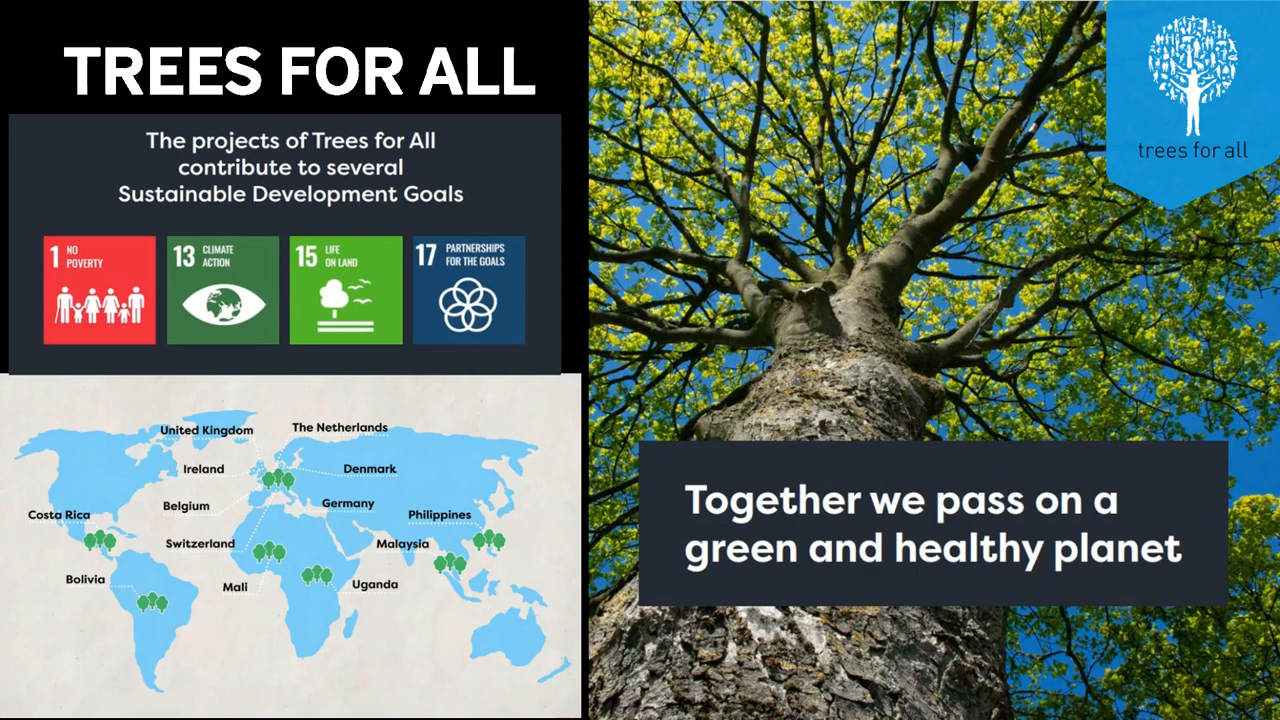 TREES FOR ALL
The projects of Trees for All
contribute to several
Sustainable Development Goals
1 NO
POVERTY
13 CLIMATE
ACTION
15 LIFE
ON LAND
17 PARTNERSHIPS
FOR THE GOALS
United Kingdom
The Netherlands
Ireland
Denmark
Belgium
Germany
Costa Rica
Philippines
Switzerland
Malaysia
Bolivia
Mali
Uganda
trees for all
Together we pass on a
green and healthy planet